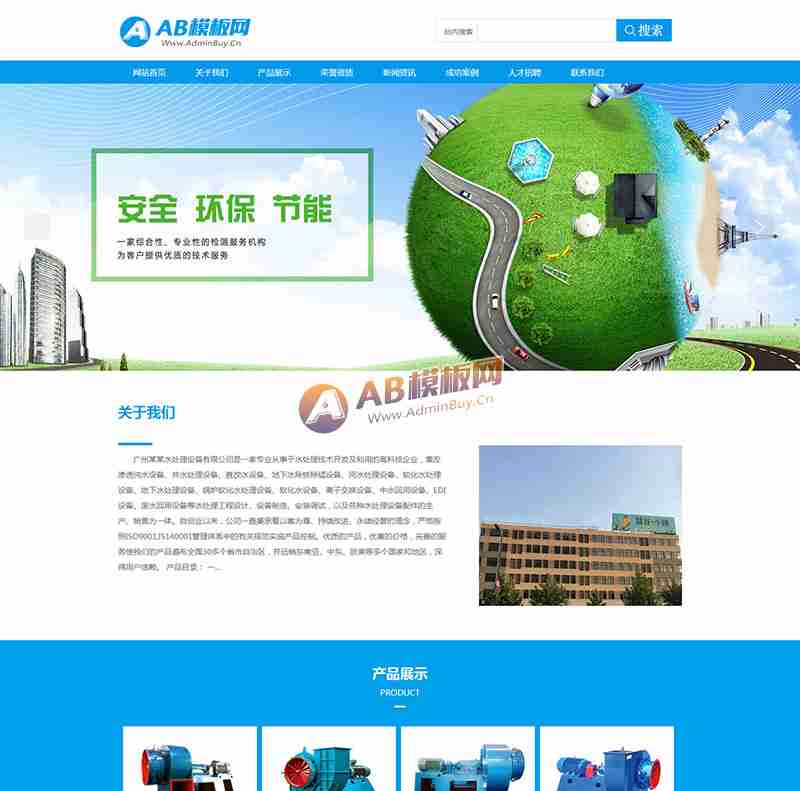 AB模板网
Www.AdminBuy.Cn
站内搜索
搜索
网站首页 关于我们 产品展示 荣誉资质 新闻资讯 成功案例 人才招聘 联系我们
安全 环保 节能
一家综合性、专业性的检测服务机构
为客户提供优质的技术服务
AB模板网
Www.AdminBuy.Cn
关于我们
广州某某水处理设备有限公司是一家专业从事于水处理技术开发及利用的高科技企业，重控
渗透纯水设备、井水处理设备、直饮水设备、地下水除铁除锰设备、河水处理设备、软化水处理
设备、地下水处理设备、锅炉软化水处理设备、软化水设备、离子交换设备、中水回用设备、EDI
设备、废水回用设备等水处理工程设计、设备制造、安装调试，以及各种水处理设备配件的生
产、销售为一体。自创业以来，公司一直秉承着以客为尊、持续改进、永续经营的理念，严格按
照ISO9001JS140001管理体系中的有关规范实施产品控制。优质的产品，优惠的价格，完善的服
务使我们的产品遍布全国30多个省市自治区，并远销东南亚、中东、欧美等多个国家和地区，深
得用户信赖。 产品目录： 一...
产品展示
PRODUCT